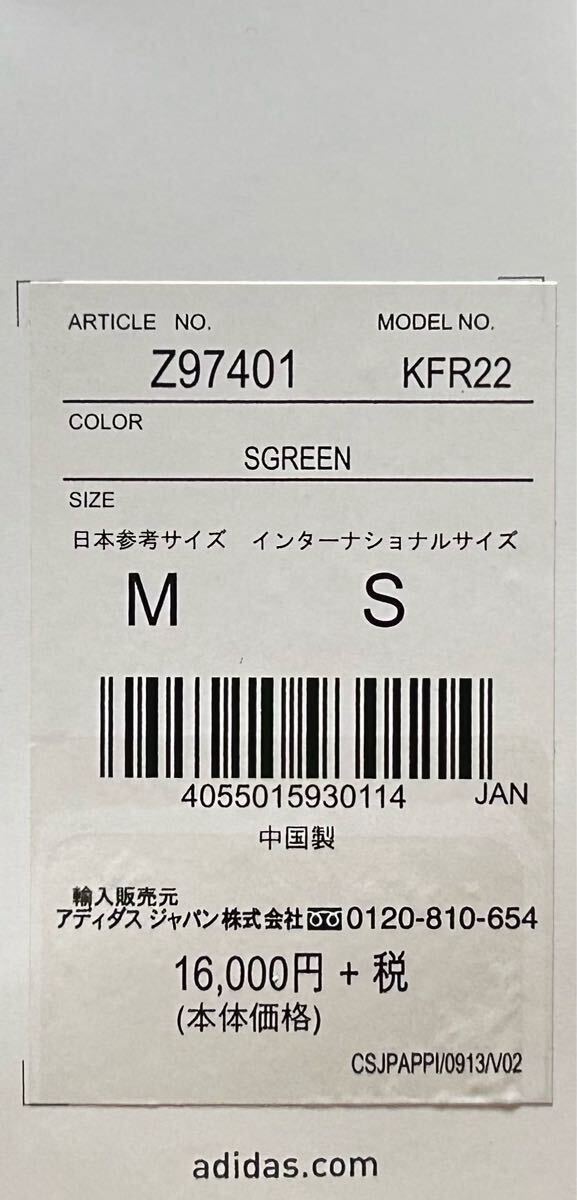 ARTICLE NO. MODEL NO.
Z97401 KFR22
COLOR
SGREEN
SIZE
日本参考サイズ インターナショナルサイズ
M S
4055015930114 JAN
中国製
輸入販売元
アディダス ジャパン株式会社 0120-810-654
16,000円 + 税
(本体価格)
CSJPAPPI/0913/V02
adidas.com